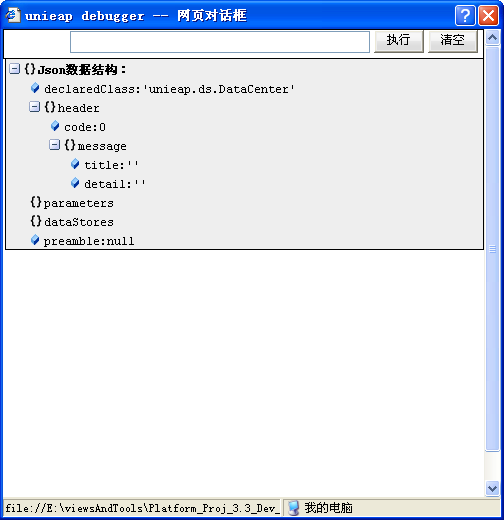 unieap debugger -- 网页对话框
执行 清空
{}Json数据结构：
declaredClass:'unieap.ds.DataCenter'
{}header
code:0
{}message
title:''
detail:''
{}parameters
{}dataStores
preamble:null
file://E:\viewsAndTools\Platform_Proj_3.3_Dev_ 我的电脑